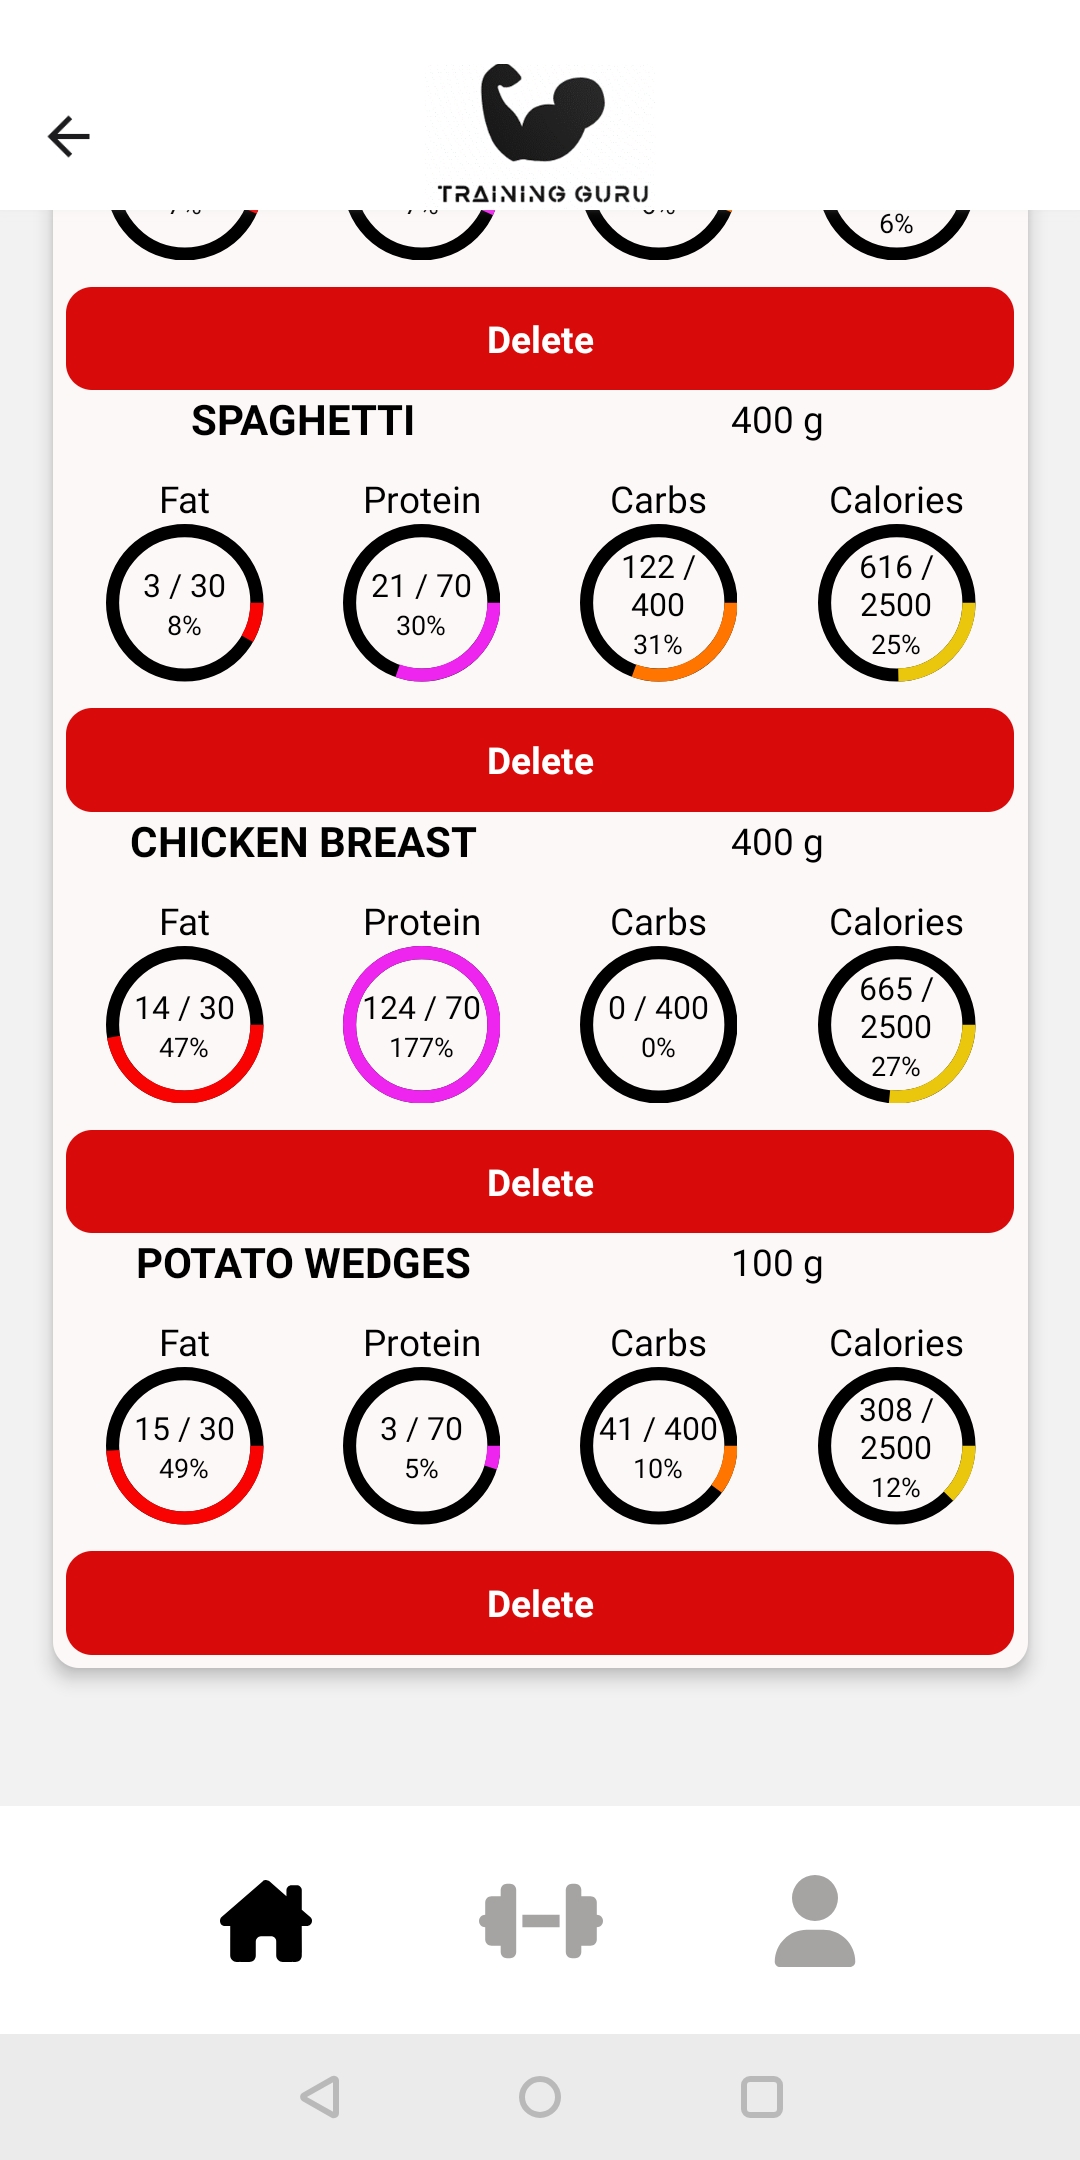 TRAINING GURU
6%
Delete
SPAGHETTI 400 g
Fat Protein Carbs Calories
3 / 30 21 / 70 122 / 400 616 / 2500
8% 30% 31% 25%
Delete
CHICKEN BREAST 400 g
Fat Protein Carbs Calories
14 / 30 124 / 70 0 / 400 665 / 2500
47% 177% 0% 27%
Delete
POTATO WEDGES 100 g
Fat Protein Carbs Calories
15 / 30 3 / 70 41 / 400 308 / 2500
49% 5% 10% 12%
Delete